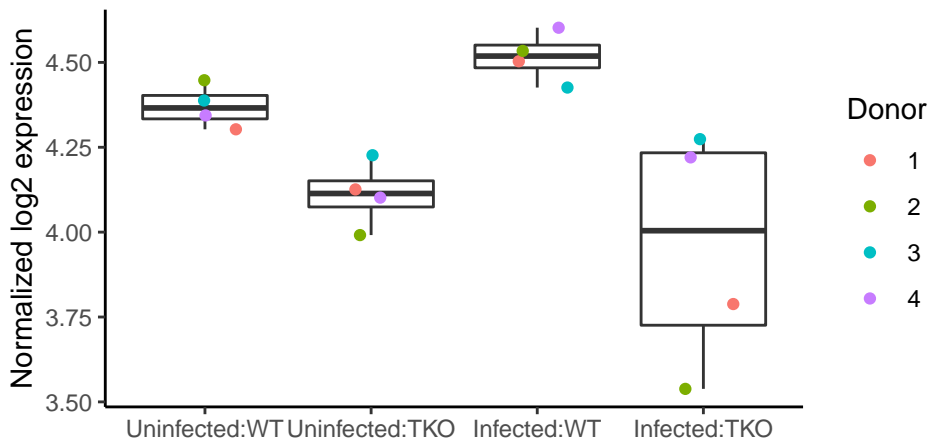 Normalized log2 expression
4.50
4.25
4.00
3.75
3.50
Uninfected:WT
Uninfected:TKO
Infected:WT
Infected:TKO
Donor
1
2
3
4